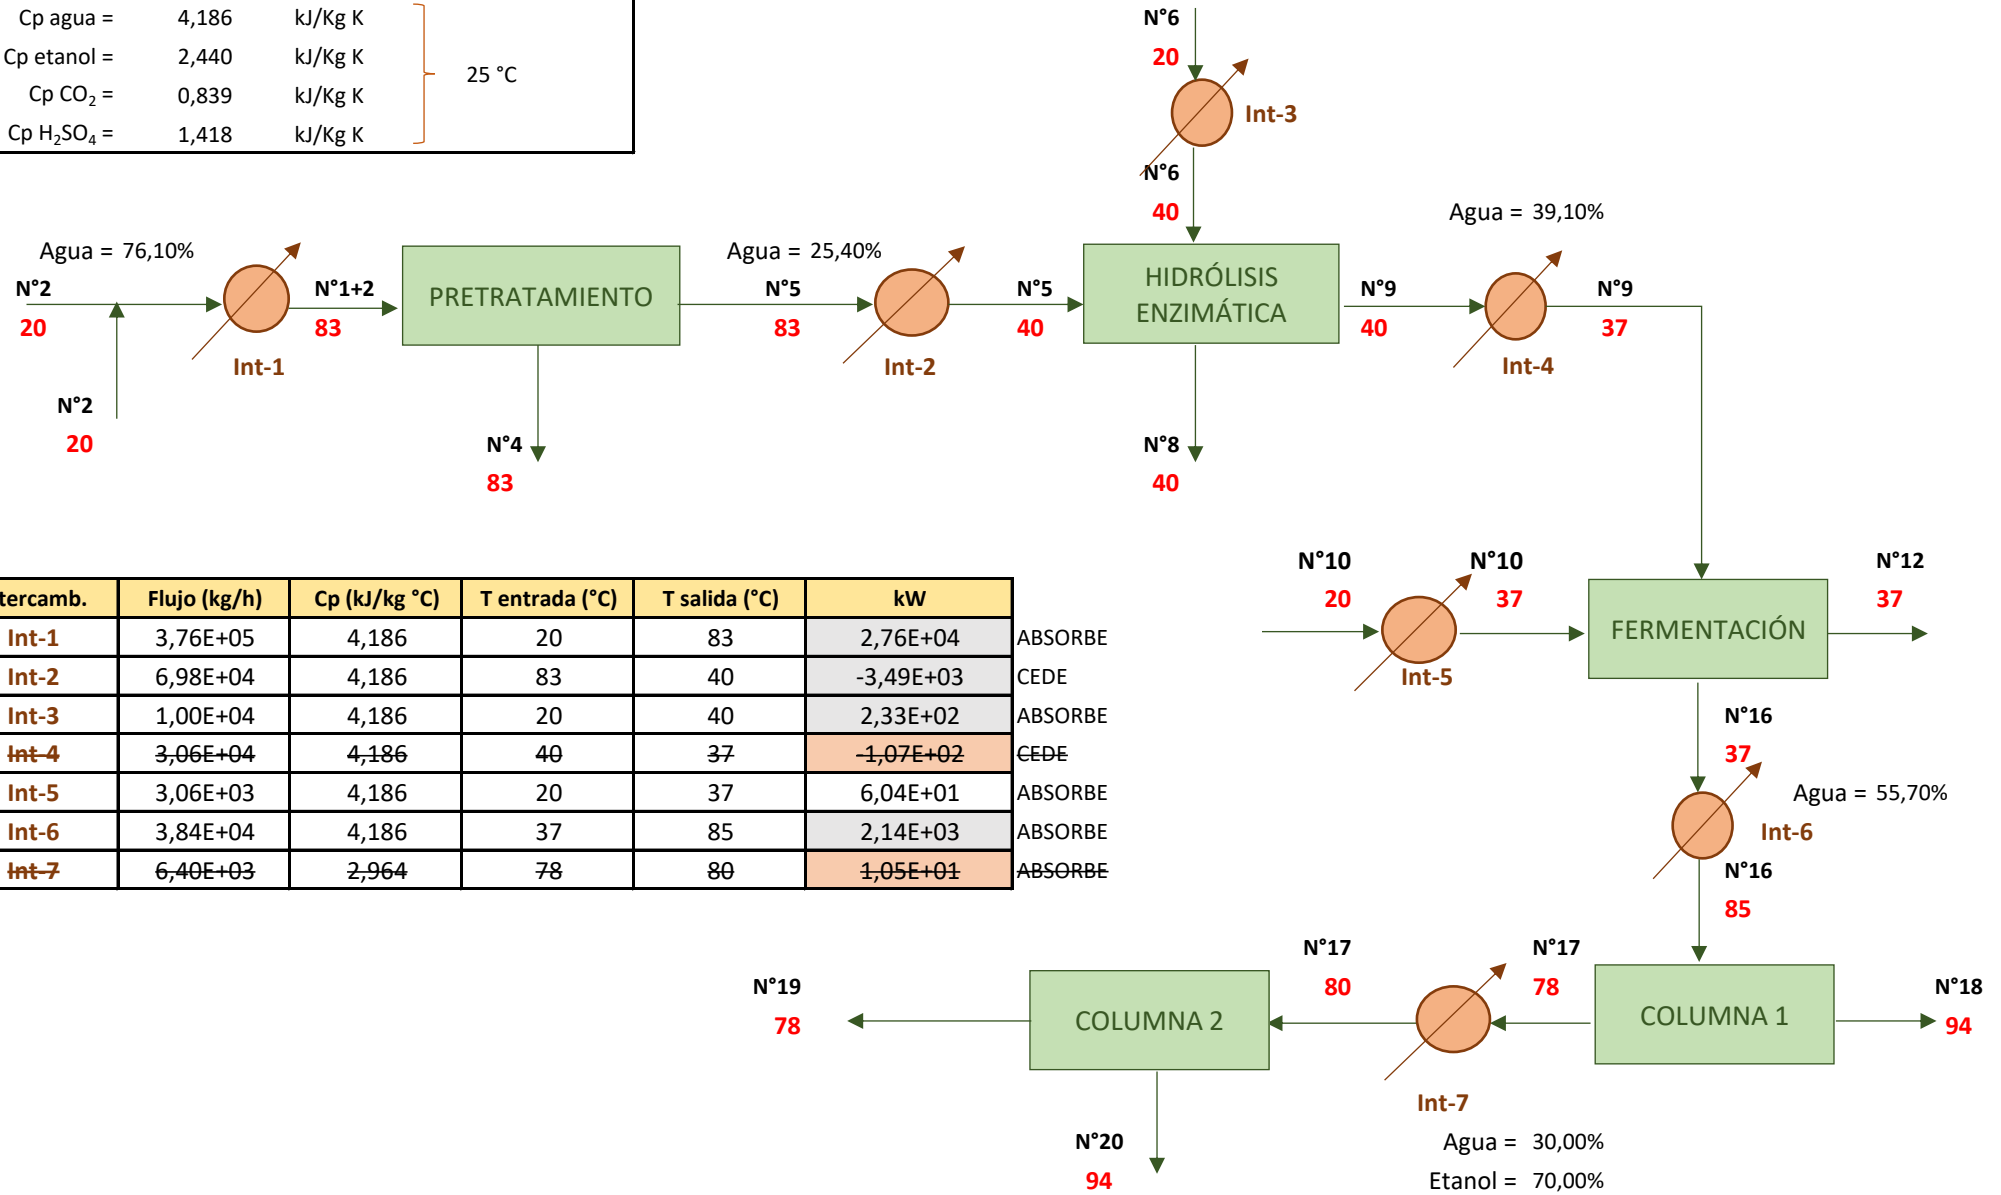 Cp agua = 4,186 kJ/Kg K
Cp etanol = 2,440 kJ/Kg K
Cp CO₂ = 0,839 kJ/Kg K
Cp H₂SO₄ = 1,418 kJ/Kg K
25 °C
N°6
20
Int-3
N°6
40
Agua = 76,10%
N°2
20
N°2
20
Int-1
N°1+2
83
PRETRATAMIENTO
N°4
83
Agua = 25,40%
N°5
83
Int-2
N°5
40
HIDRÓLISIS
ENZIMÁTICA
N°8
40
Agua = 39,10%
N°9
40
Int-4
N°9
37
N°10
20
Int-5
N°10
37
FERMENTACIÓN
N°12
37
N°16
37
Agua = 55,70%
Int-6
N°16
85
tercamb. Flujo (kg/h) Cp (kJ/kg °C) T entrada (°C) T salida (°C) kW
Int-1 3,76E+05 4,186 20 83 2,76E+04 ABSORBE
Int-2 6,98E+04 4,186 83 40 -3,49E+03 CEDE
Int-3 1,00E+04 4,186 20 40 2,33E+02 ABSORBE
Int-4 3,06E+04 4,186 40 37 -1,07E+02 CEDE
Int-5 3,06E+03 4,186 20 37 6,04E+01 ABSORBE
Int-6 3,84E+04 4,186 37 85 2,14E+03 ABSORBE
Int-7 6,40E+03 2,964 78 80 1,05E+01 ABSORBE
N°19
78
COLUMNA 2
N°20
94
N°17
80
N°17
78
Int-7
COLUMNA 1
N°18
94
Agua = 30,00%
Etanol = 70,00%